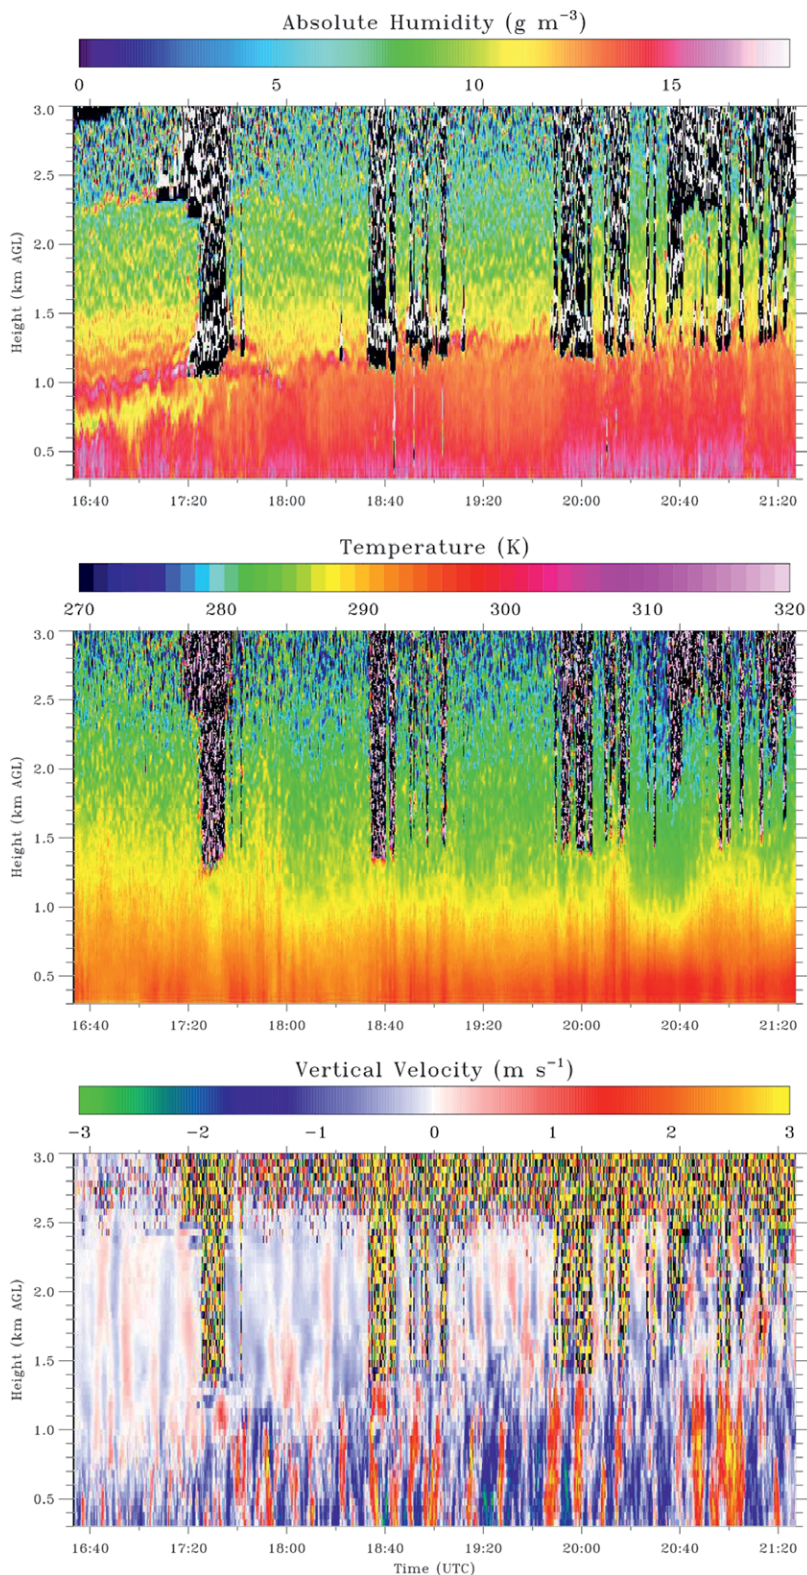 Absolute Humidity (g m⁻³)
0 5 10 15
3.0
2.5
2.0
1.5
1.0
0.5
Height (km AGL)
16:40 17:20 18:00 18:40 19:20 20:00 20:40 21:20
Temperature (K)
270 280 290 300 310 320
3.0
2.5
2.0
1.5
1.0
0.5
Height (km AGL)
16:40 17:20 18:00 18:40 19:20 20:00 20:40 21:20
Vertical Velocity (m s⁻¹)
−3 −2 −1 0 1 2 3
3.0
2.5
2.0
1.5
1.0
0.5
Height (km AGL)
16:40 17:20 18:00 18:40 19:20 20:00 20:40 21:20
Time (UTC)